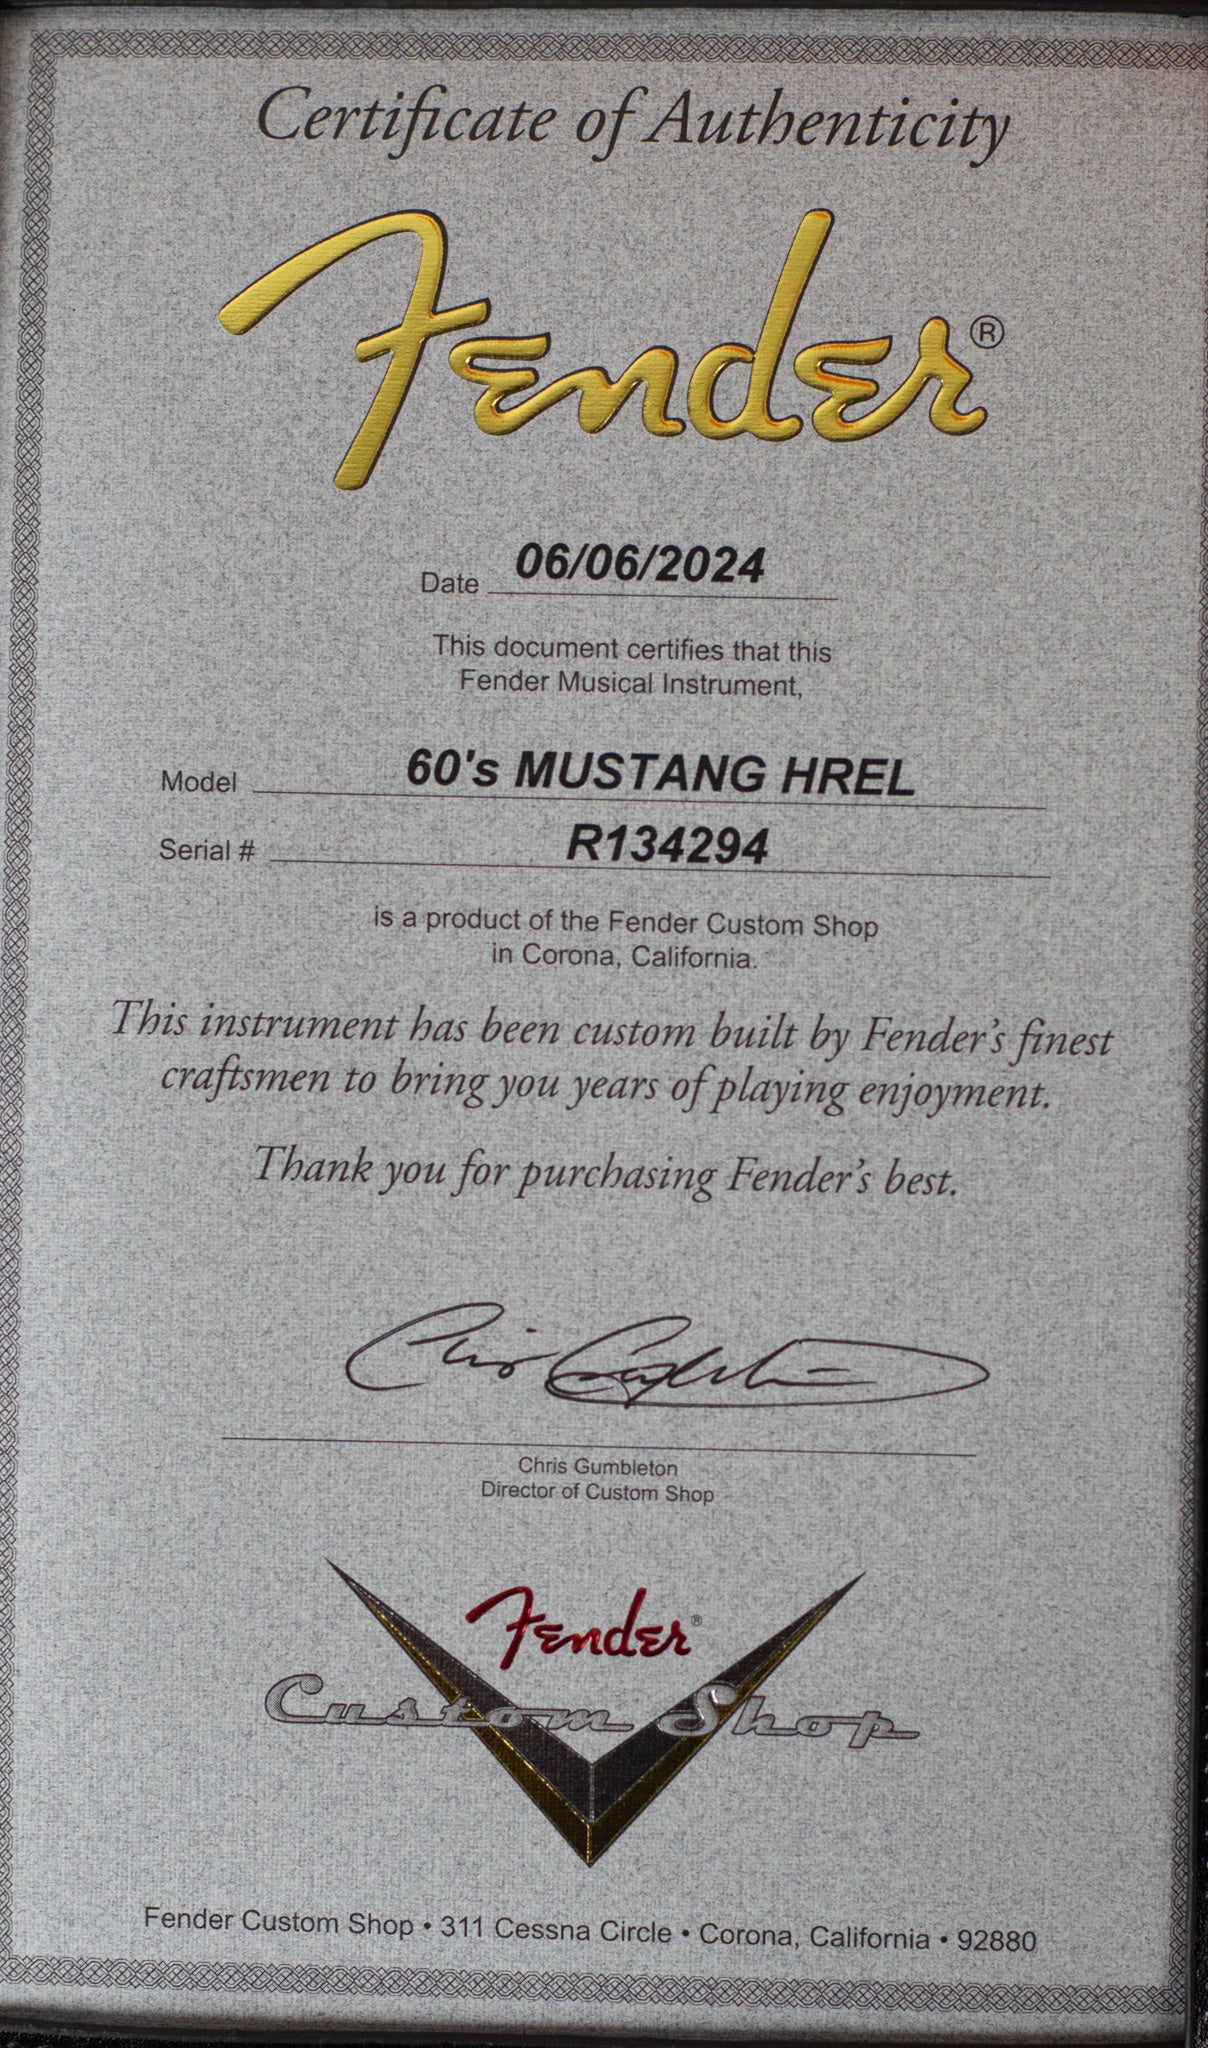 Certificate of Authenticity
Fender®
Date 06/06/2024
This document certifies that this
Fender Musical Instrument,
Model 60's MUSTANG HREL
Serial # R134294
is a product of the Fender Custom Shop
in Corona, California.
This instrument has been custom built by Fender's finest
craftsmen to bring you years of playing enjoyment.
Thank you for purchasing Fender's best.
Chris Gumbleton
Chris Gumbleton
Director of Custom Shop
Fender®
Custom Shop
Fender Custom Shop • 311 Cessna Circle • Corona, California • 92880